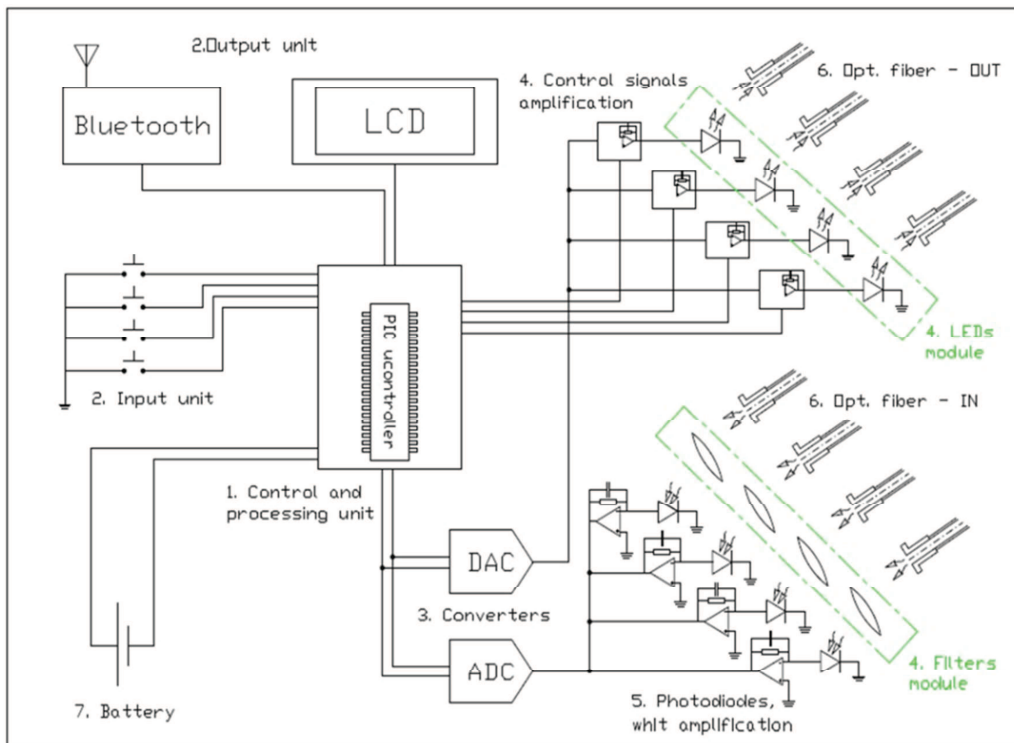 2.Output unit
Bluetooth
LCD
4. Control signals
amplification
6. Opt. fiber - OUT
PIC ucontroller
4. LEDs
module
2. Input unit
6. Opt. fiber - IN
1. Control and
processing unit
DAC
3. Converters
ADC
4. Filters
module
7. Battery
5. Photodiodes,
whit amplification